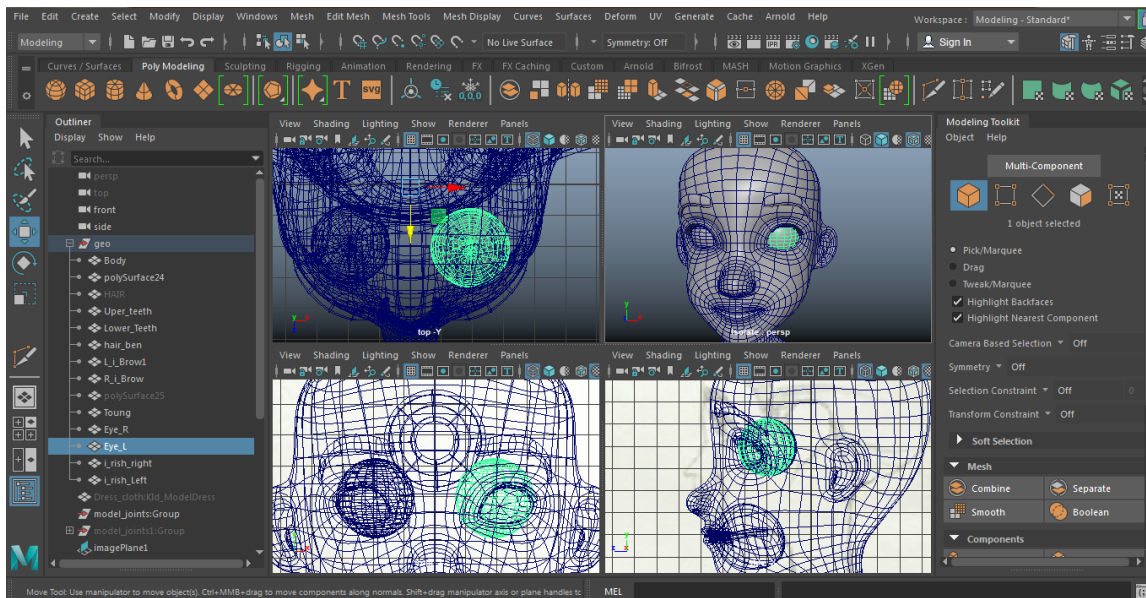 File Edit Create Select Modify Display Windows Mesh Edit Mesh Mesh Tools Mesh Display Curves Surfaces Deform UV Generate Cache Arnold Help Workspace : Modeling - Standard*
Modeling No Live Surface Symmetry: Off Sign In
Curves / Surfaces Poly Modeling Sculpting Rigging Animation Rendering FX FX Caching Custom Arnold Bifrost MASH Motion Graphics XGen
T svg 0,0,0
Outliner
Display Show Help
Search...
persp
top
front
side
geo
Body
polySurface24
HAIR
Uper_teeth
Lower_Teeth
hair_ben
L_i_Brow1
R_i_Brow
polySurface25
Toung
Eye_R
Eye_L
i_rish_right
i_rish_Left
Dress_cloth:KId_ModelDress
model_joints:Group
model_joints1:Group
imagePlane1
View Shading Lighting Show Renderer Panels
top -Y
View Shading Lighting Show Renderer Panels
persp
View Shading Lighting Show Renderer Panels
View Shading Lighting Show Renderer Panels
Modeling Toolkit
Object Help
Multi-Component
1 object selected
Pick/Marquee
Drag
Tweak/Marquee
Highlight Backfaces
Highlight Nearest Component
Camera Based Selection Off
Symmetry Off
Selection Constraint Off 0
Transform Constraint Off
Soft Selection
Mesh
Combine Separate
Smooth Boolean
Components
Move Tool: Use manipulator to move object(s). Ctrl+MMB+drag to move components along normals. Shift+drag manipulator axis or plane handles to MEL